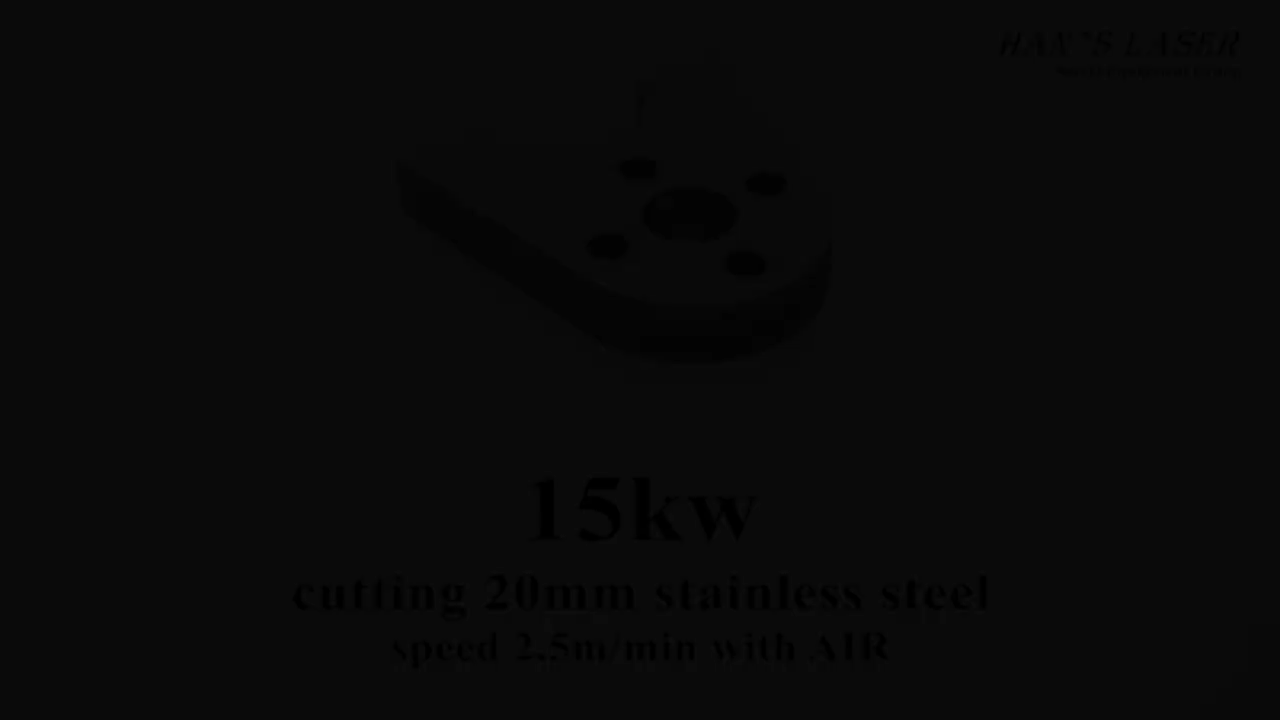 HAN'S LASER
15kw
cutting 20mm stainless steel
speed 2.5m/min with AIR